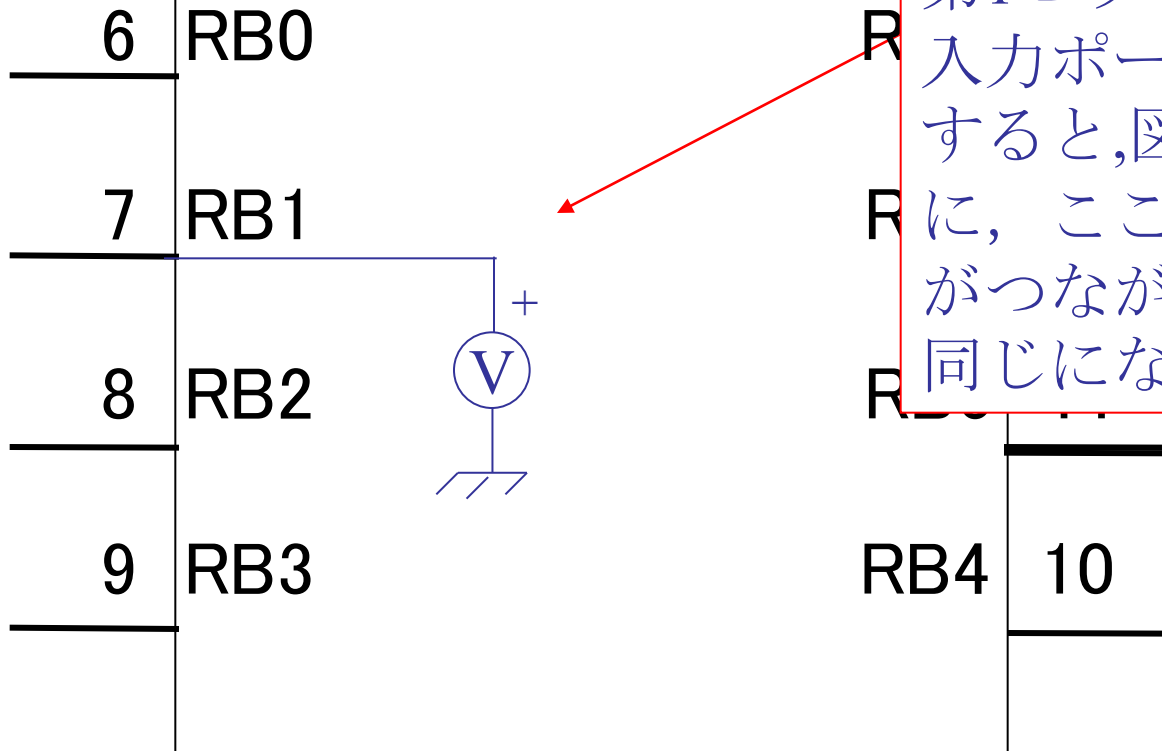 6 RB0
7 RB1
+
V
8 RB2
9 RB3
入力ポー
すると,図
に, ここ
がつなが
同じにな
RB4 10